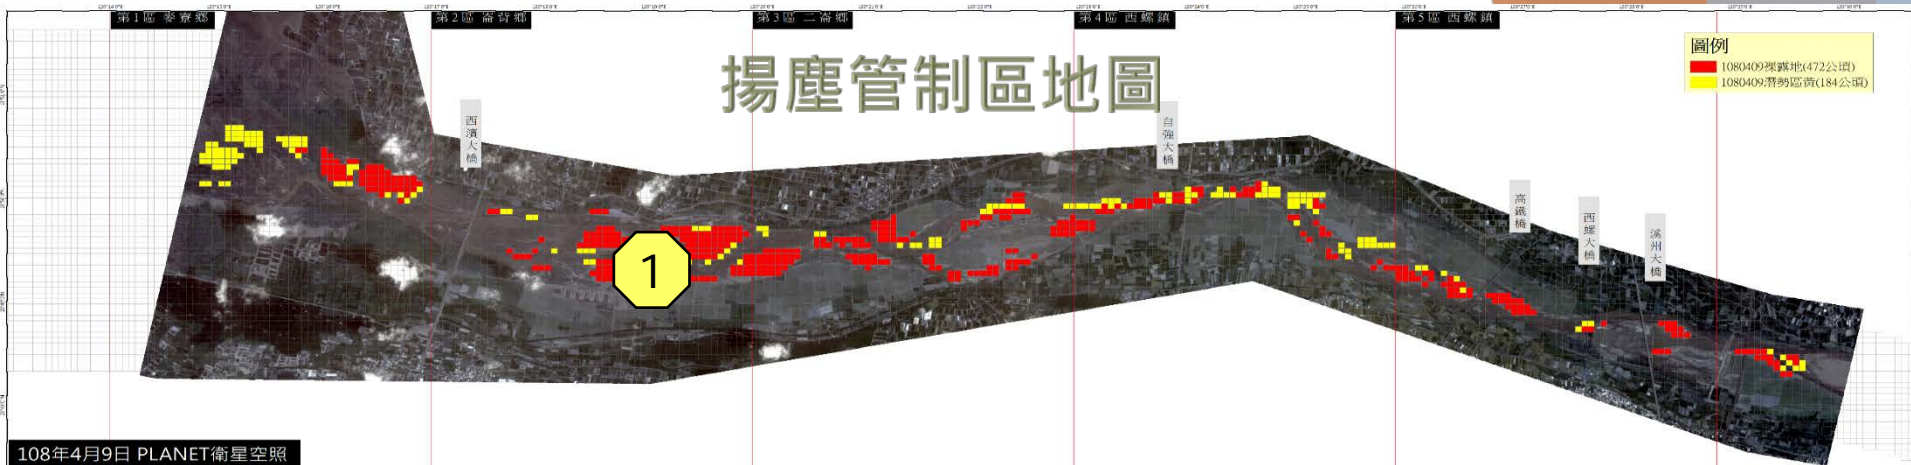 第1區 麥寮鄉
第2區 崙背鄉
第3區 二崙鄉
第4區 西螺鎮
第5區 西螺鎮
揚塵管制區地圖
圖例
1080409裸露地(472公頃)
1080409潛勢區黃(184公頃)
西濱大橋
自強大橋
高鐵橋
西螺大橋
溪州大橋
1
108年4月9日 PLANET衛星空照